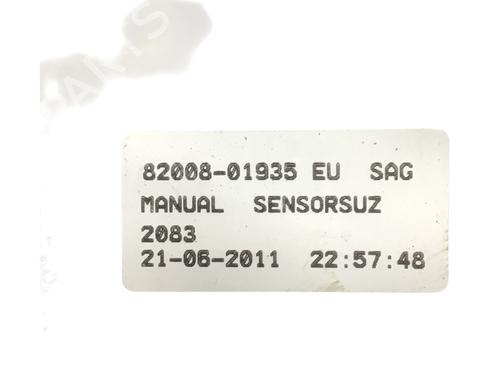 82008-01935 EU SAG
MANUAL SENSORSUZ
2083
21-06-2011 22:57:48